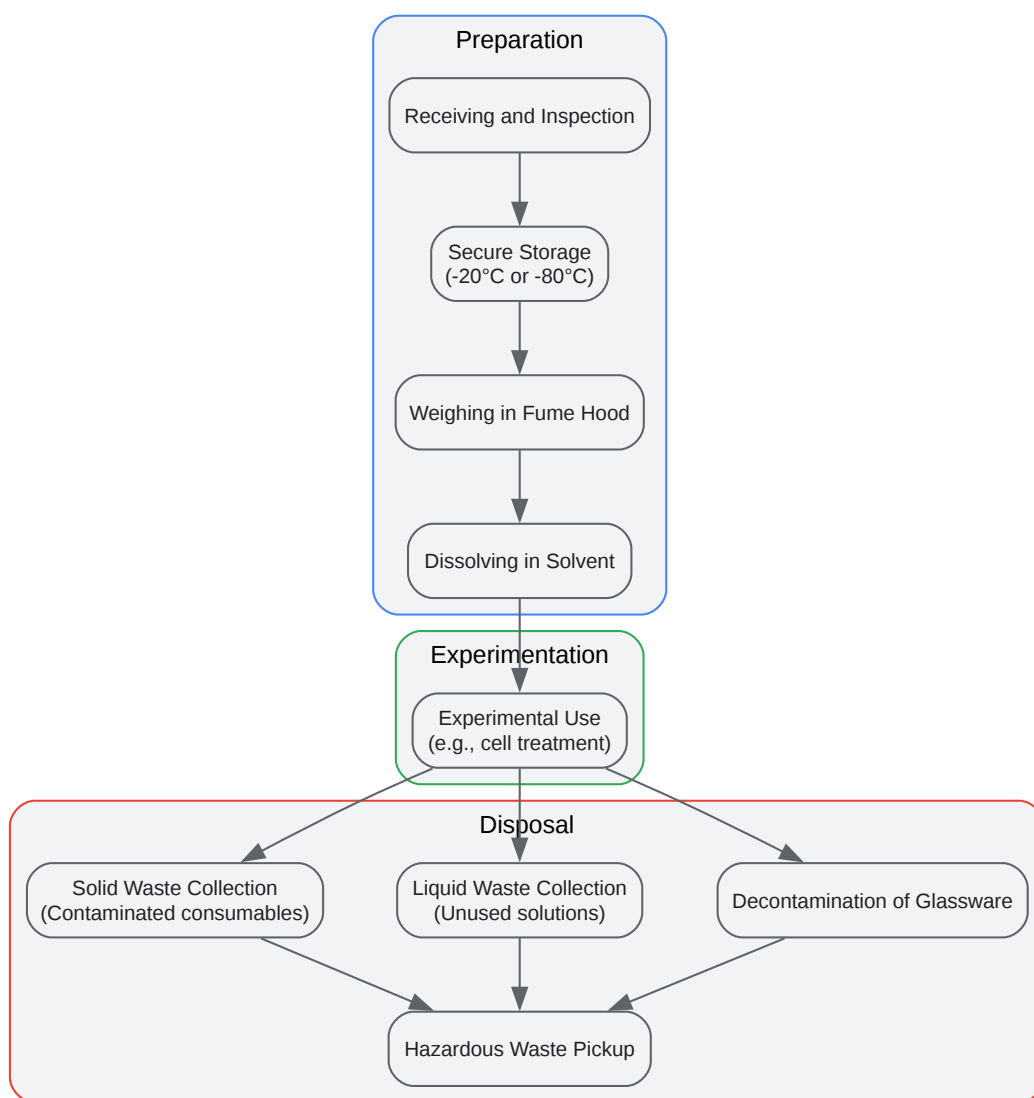 Preparation
Receiving and Inspection
Secure Storage
(-20°C or -80°C)
Weighing in Fume Hood
Dissolving in Solvent
Experimentation
Experimental Use
(e.g., cell treatment)
Disposal
Solid Waste Collection
(Contaminated consumables)
Liquid Waste Collection
(Unused solutions)
Decontamination of Glassware
Hazardous Waste Pickup